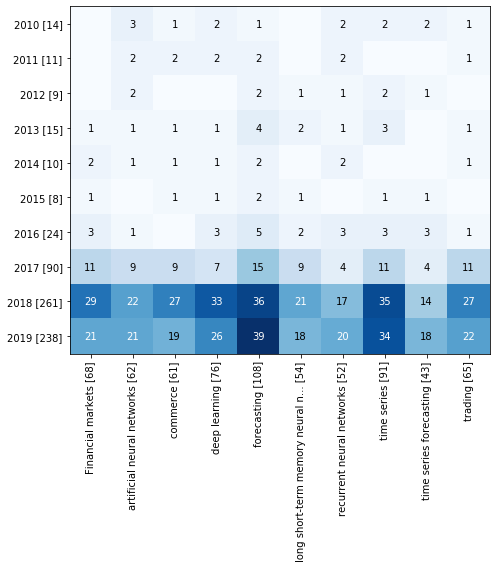 2010 [14] 3 1 2 1 2 2 2 1
2011 [11] 2 2 2 2 2 1
2012 [9] 2 2 1 1 2 1
2013 [15] 1 1 1 1 4 2 1 3 1
2014 [10] 2 1 1 1 2 2 1
2015 [8] 1 1 1 2 1 1 1
2016 [24] 3 1 3 5 2 3 3 3 1
2017 [90] 11 9 9 7 15 9 4 11 4 11
2018 [261] 29 22 27 33 36 21 17 35 14 27
2019 [238] 21 21 19 26 39 18 20 34 18 22
Financial markets [68]
artificial neural networks [62]
commerce [61]
deep learning [76]
forecasting [108]
long short-term memory neural n... [54]
recurrent neural networks [52]
time series [91]
time series forecasting [43]
trading [65]